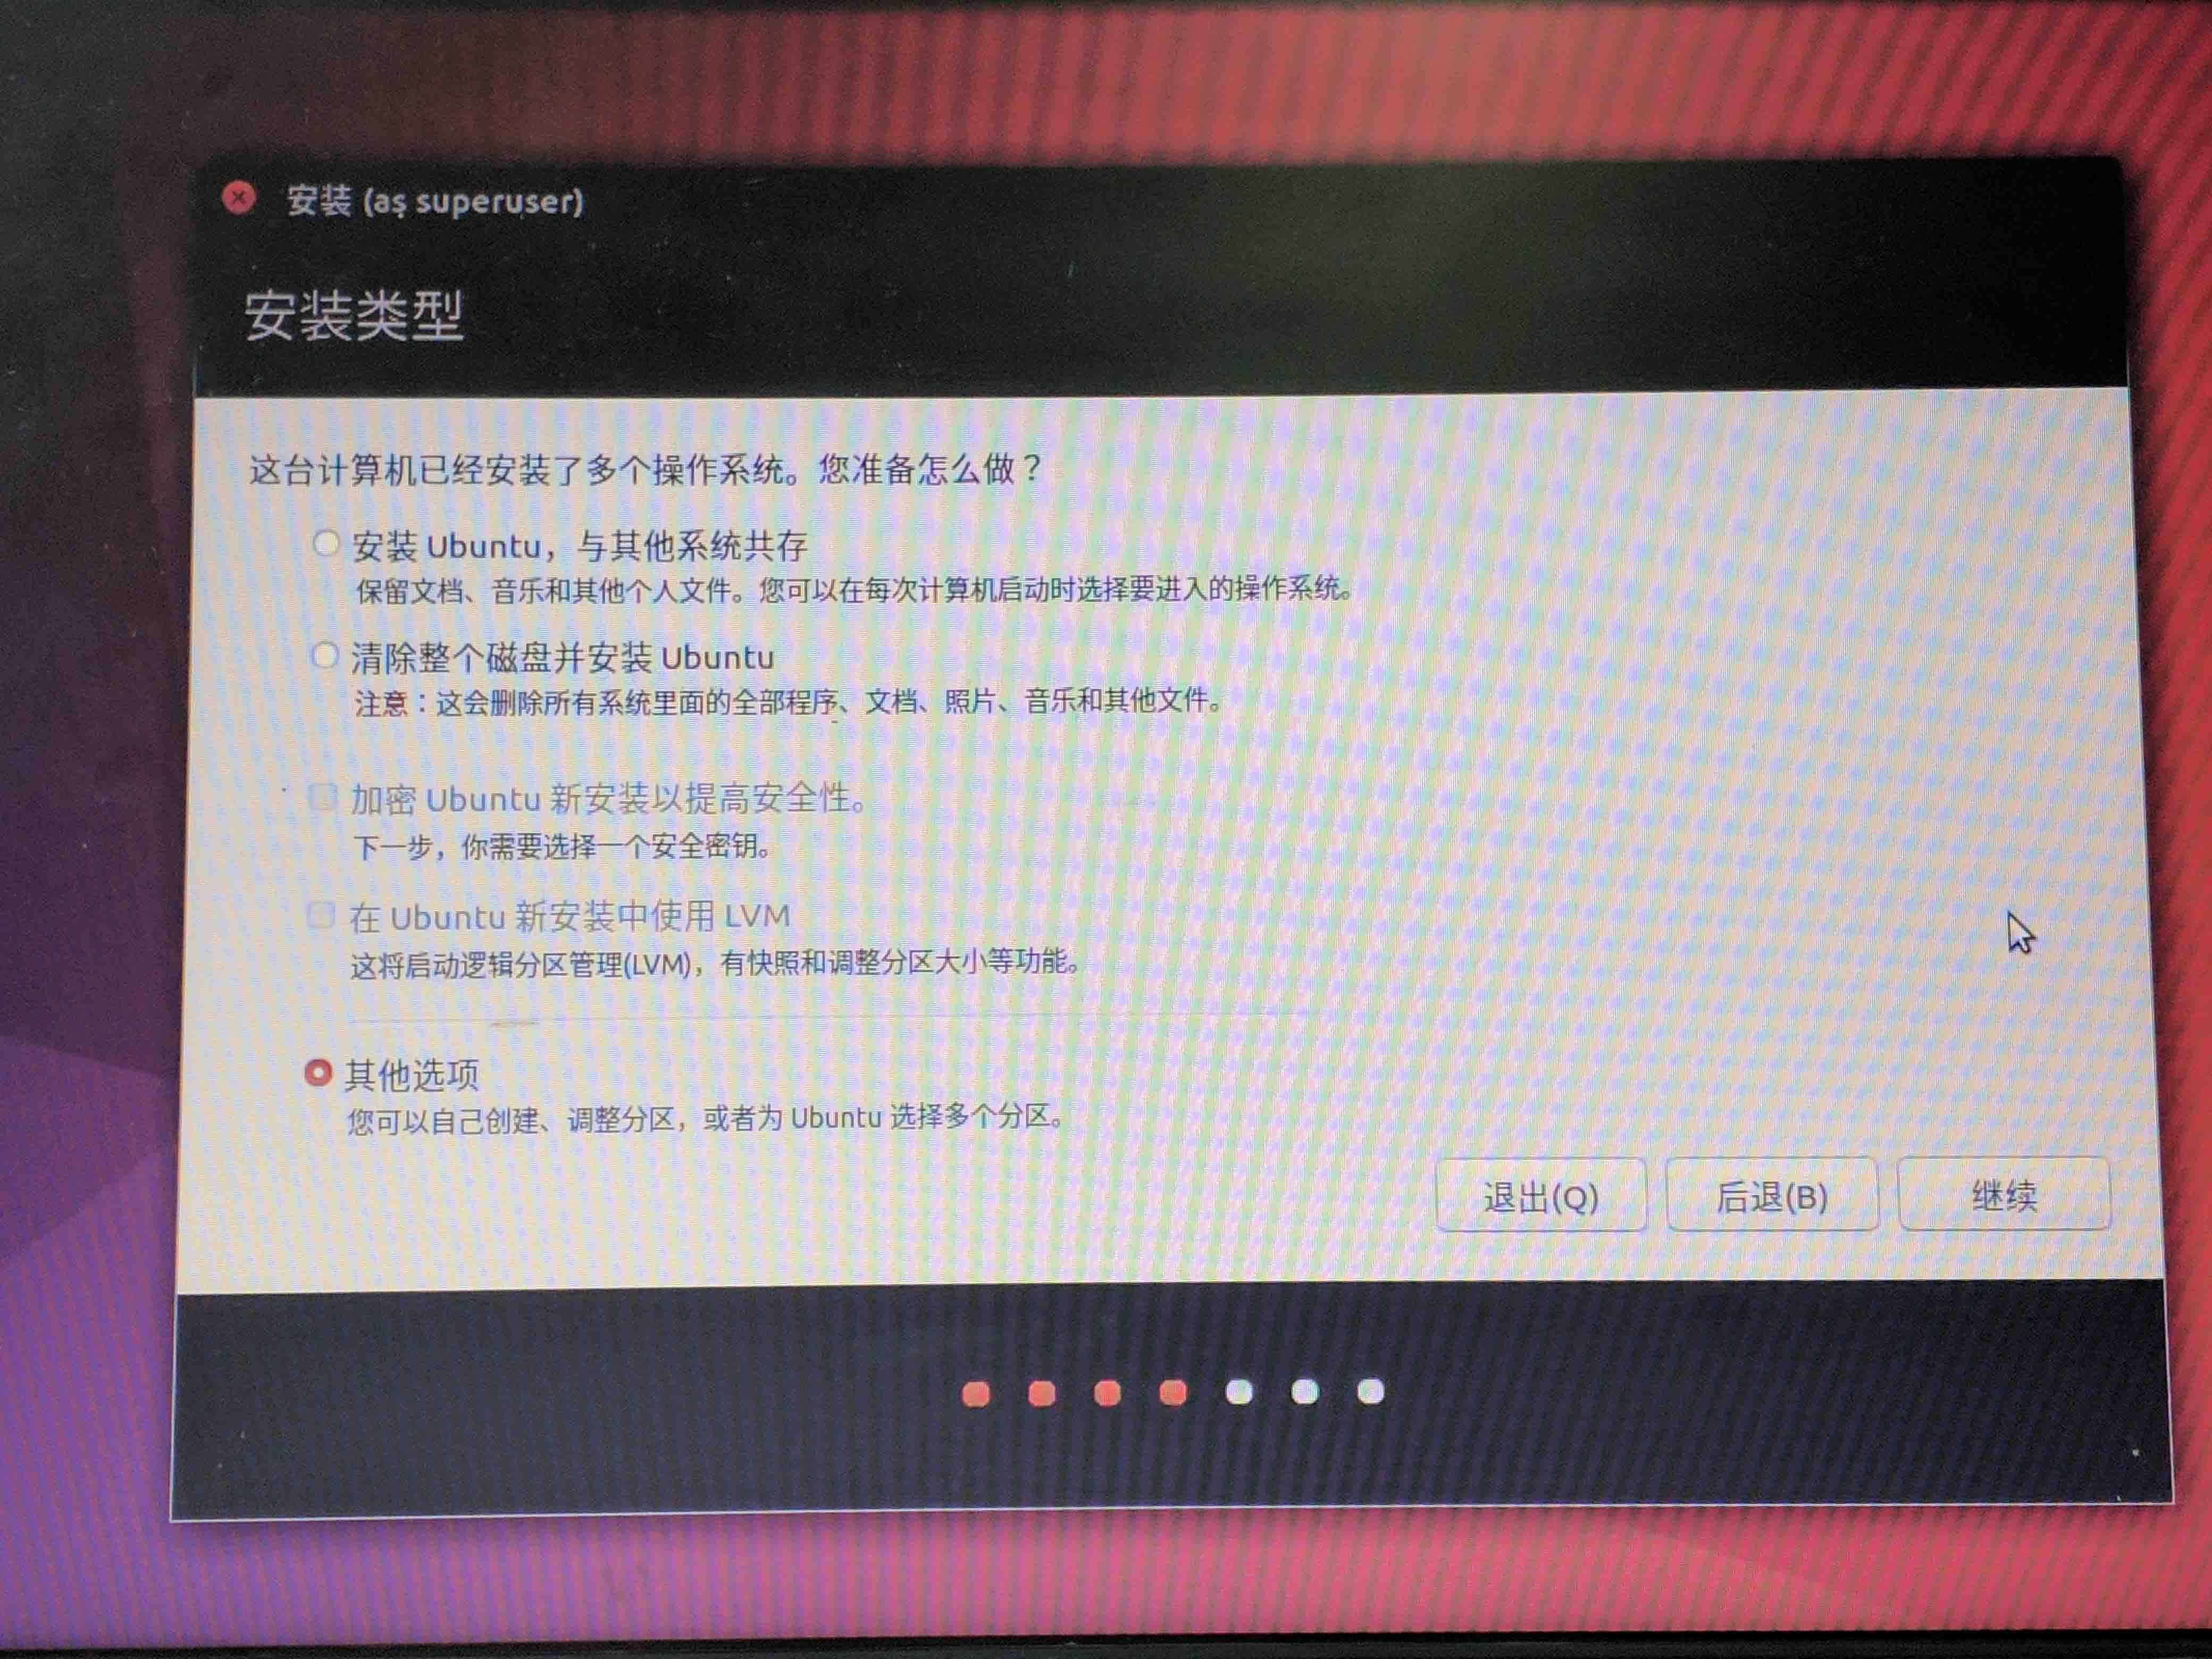 安装 (as superuser)
安装类型
这台计算机已经安装了多个操作系统。您准备怎么做？
安装 Ubuntu，与其他系统共存
保留文档、音乐和其他个人文件。您可以在每次计算机启动时选择要进入的操作系统。
清除整个磁盘并安装 Ubuntu
注意：这会删除所有系统里面的全部程序、文档、照片、音乐和其他文件。
加密 Ubuntu 新安装以提高安全性。
下一步，你需要选择一个安全密钥。
在 Ubuntu 新安装中使用 LVM
这将启动逻辑分区管理(LVM)，有快照和调整分区大小等功能。
其他选项
您可以自己创建、调整分区，或者为 Ubuntu 选择多个分区。
退出(Q) 后退(B) 继续